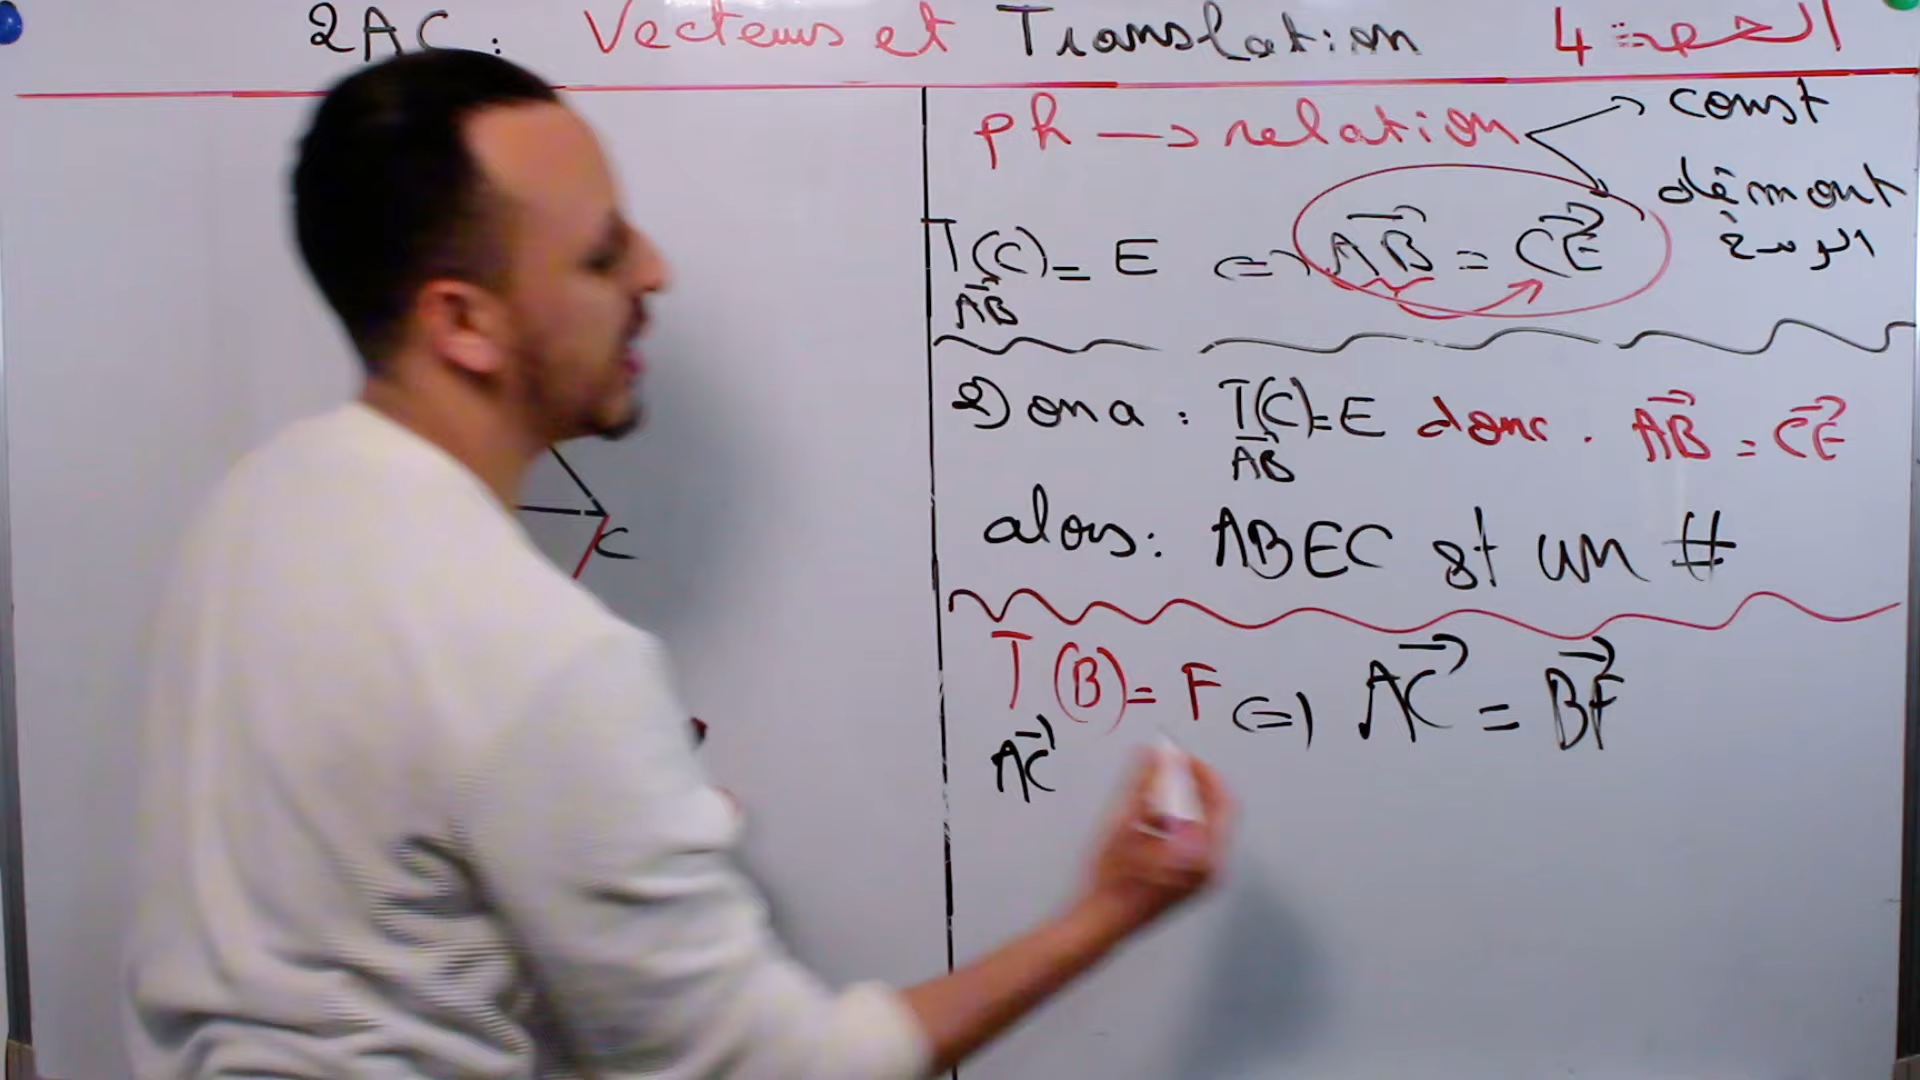 2AC : Vecteurs et Translation الحصة 4
ph → relation
const
démont
الوسع
T(C) = E ⇔ AB⃗ = CE⃗
AB⃗
2) On a : T(C) = E donc . AB⃗ = CE⃗
AB⃗
alors : ABEC est un #
T(B) = F ⇔ AC⃗ = BF⃗
AC⃗
C